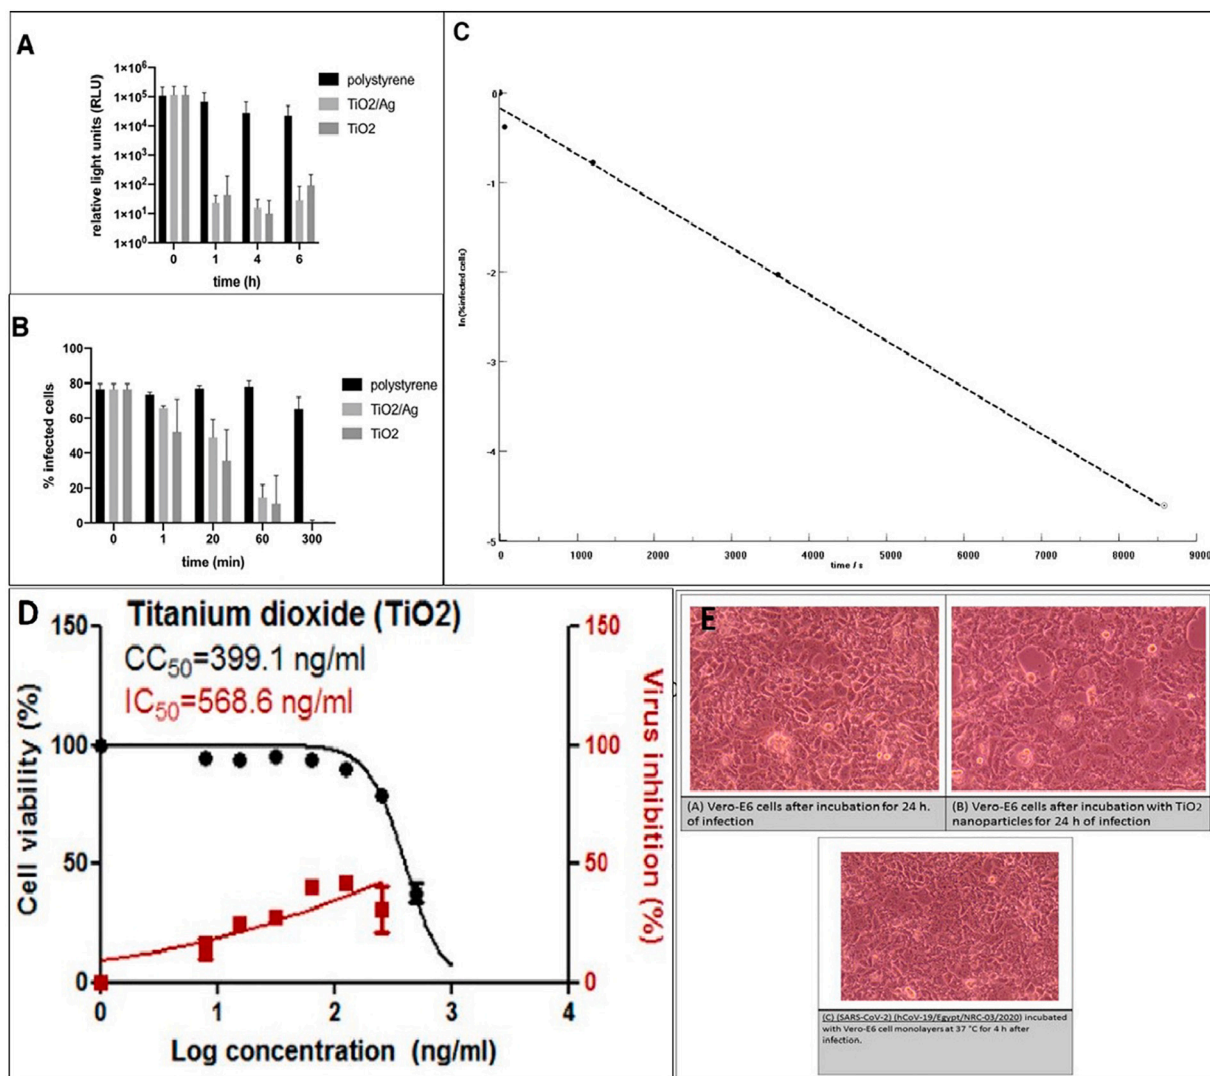 A
relative light units (RLU)
1×10⁶
1×10⁵
1×10⁴
1×10³
1×10²
1×10¹
1×10⁰
0 1 4 6
time (h)
polystyrene
TiO2/Ag
TiO2
B
% infected cells
100
80
60
40
20
0
0 1 20 60 300
time (min)
polystyrene
TiO2/Ag
TiO2
C
ln(%infected cells)
0
-1
-2
-3
-4
-5
0 1000 2000 3000 4000 5000 6000 7000 8000 9000
time / s
D
Titanium dioxide (TiO2)
CC₅₀=399.1 ng/ml
IC₅₀=568.6 ng/ml
Cell viability (%)
150
100
50
0
Virus inhibition (%)
150
100
50
0
0 1 2 3 4
Log concentration (ng/ml)
E
(A) Vero-E6 cells after incubation for 24 h.
of infection
(B) Vero-E6 cells after incubation with TiO2
nanoparticles for 24 h of infection
(C) (SARS-CoV-2) (hCoV-19/Egypt/NRC-03/2020) incubated
with Vero-E6 cell monolayers at 37 °C for 4 h after
infection.